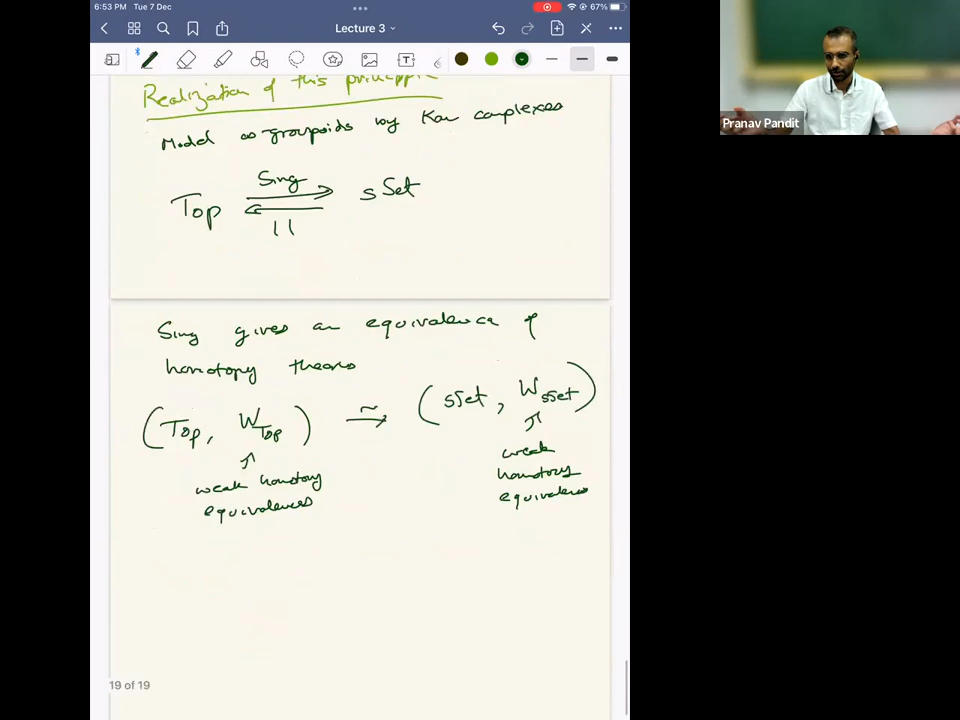 6:53 PM Tue 7 Dec
67%
Lecture 3
Pranav Pandit
Realization of this principle
Model ∞-groupoids by Kan complexes
Sing
Top ⇄ sSet
| |
Sing gives an equivalence of
homotopy theories
(Top, W_Top) ~→ (sSet, W_sSet)
weak homotopy
equivalences
weak
homotopy
equivalences
19 of 19